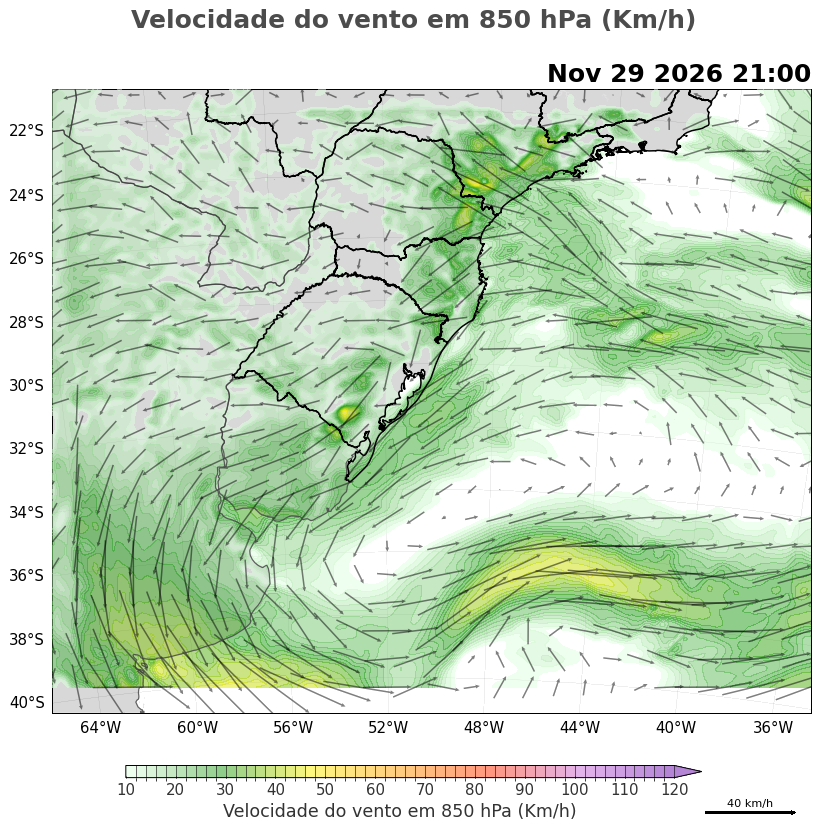 Velocidade do vento em 850 hPa (Km/h)
Nov 29 2026 21:00
22°S
24°S
26°S
28°S
30°S
32°S
34°S
36°S
38°S
40°S
64°W 60°W 56°W 52°W 48°W 44°W 40°W 36°W
10 20 30 40 50 60 70 80 90 100 110 120
Velocidade do vento em 850 hPa (Km/h)
40 km/h